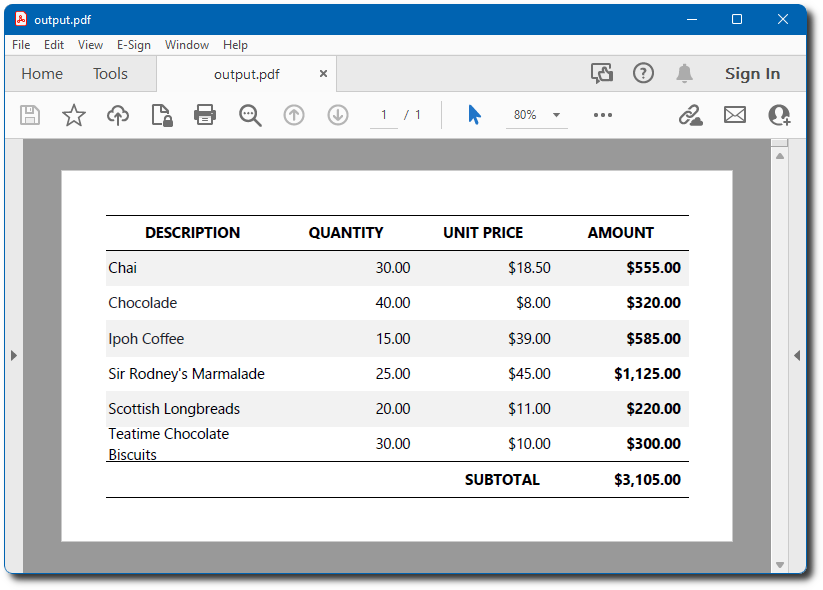 output.pdf
File Edit View E-Sign Window Help
Home Tools output.pdf × Sign In
1 / 1 80%
DESCRIPTION QUANTITY UNIT PRICE AMOUNT
Chai 30.00 $18.50 $555.00
Chocolade 40.00 $8.00 $320.00
Ipoh Coffee 15.00 $39.00 $585.00
Sir Rodney's Marmalade 25.00 $45.00 $1,125.00
Scottish Longbreads 20.00 $11.00 $220.00
Teatime Chocolate
Biscuits 30.00 $10.00 $300.00
SUBTOTAL $3,105.00